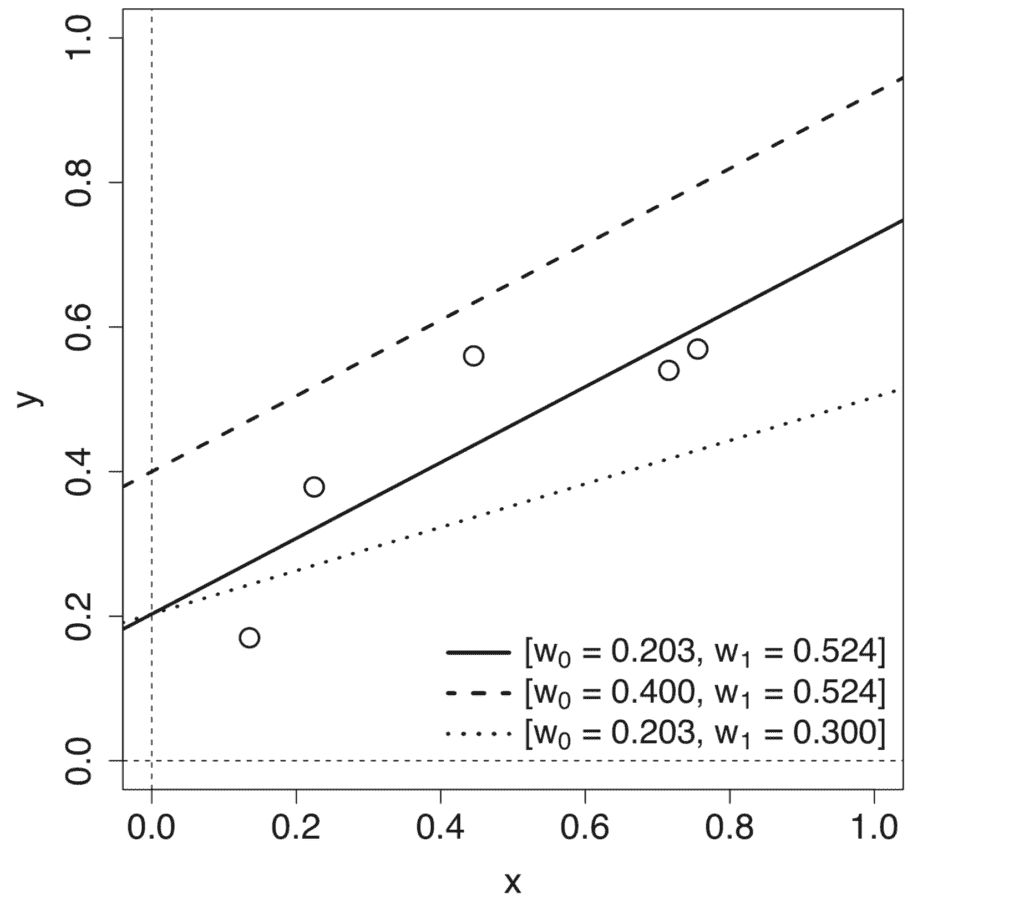 1.0
0.8
0.6
0.4
0.2
0.0
y
[w₀ = 0.203, w₁ = 0.524]
[w₀ = 0.400, w₁ = 0.524]
[w₀ = 0.203, w₁ = 0.300]
0.0 0.2 0.4 0.6 0.8 1.0
x